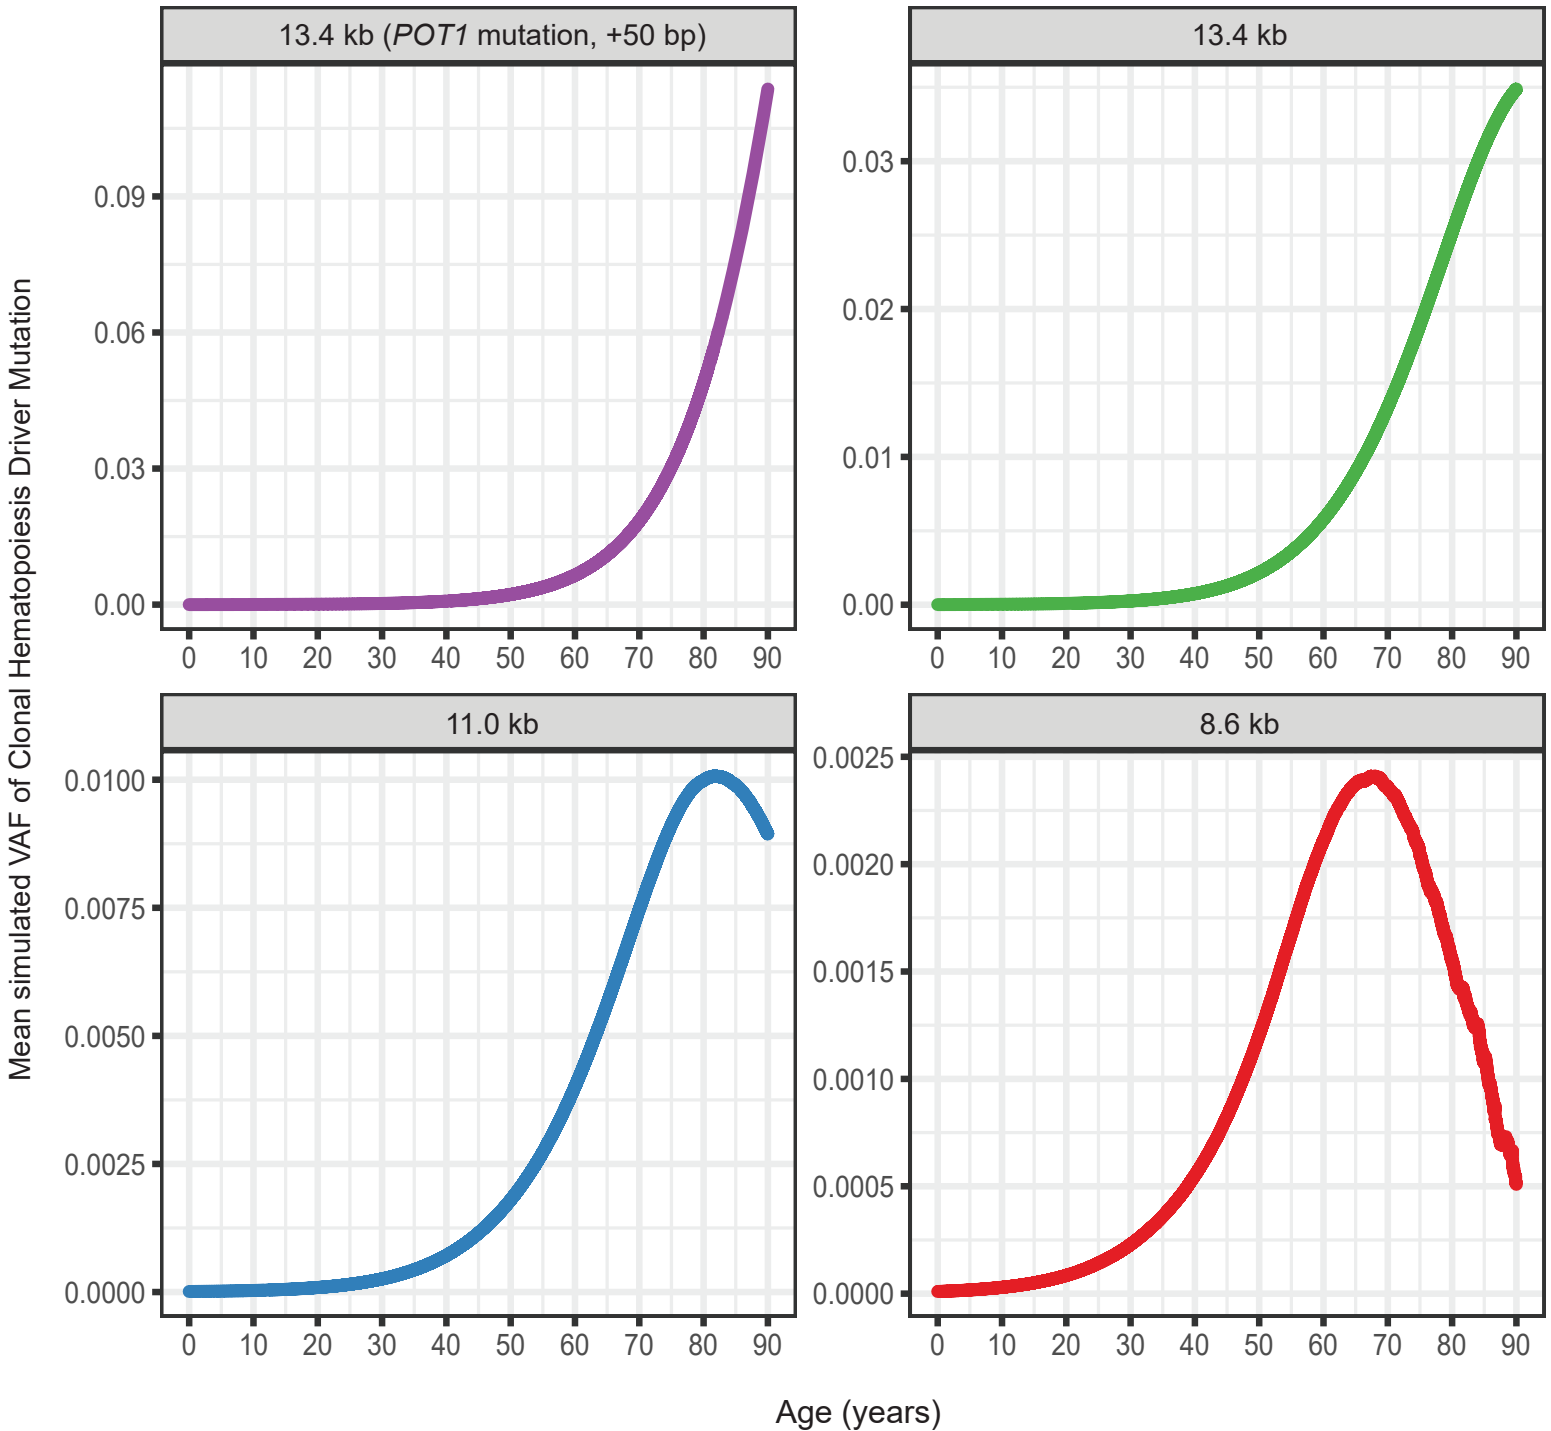 Mean simulated VAF of Clonal Hematopoiesis Driver Mutation
13.4 kb (POT1 mutation, +50 bp)
0.09
0.06
0.03
0.00
0 10 20 30 40 50 60 70 80 90
13.4 kb
0.03
0.02
0.01
0.00
0 10 20 30 40 50 60 70 80 90
11.0 kb
0.0100
0.0075
0.0050
0.0025
0.0000
0 10 20 30 40 50 60 70 80 90
8.6 kb
0.0025
0.0020
0.0015
0.0010
0.0005
0.0000
0 10 20 30 40 50 60 70 80 90
Age (years)